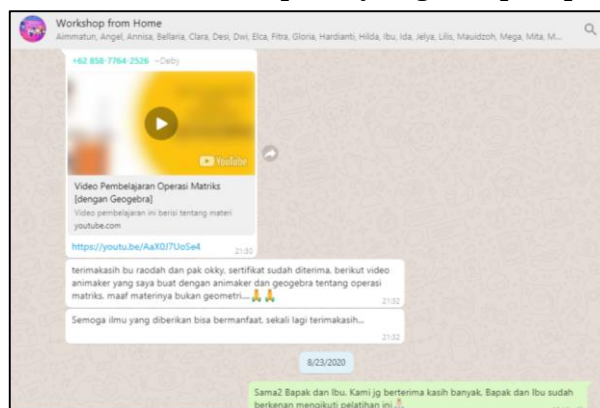 Workshop from Home
Aimmatun, Angel, Annisa, Bellaria, Clara, Desi, Dwi, Elca, Fitra, Gloria, Hardianti, Hilda, Ibu, Ida, Jelya, Lilis, Mauidzoh, Mega, Mita, M...
+62 858-7764-2526 ~Deby
YouTube
Video Pembelajaran Operasi Matriks
[dengan Geogebra]
Video pembelajaran ini berisi tentang materi
youtube.com
https://youtu.be/AaX0J7UoSe4
21:30
terimakasih bu raodah dan pak okky, sertifikat sudah diterima, berikut video
animaker yang saya buat dengan animaker dan geogebra tentang operasi
matriks. maaf materinya bukan geometri....🙏🙏
21:32
Semoga ilmu yang diberikan bisa bermanfaat, sekali lagi terimakasih...
21:32
8/23/2020
Sama2 Bapak dan Ibu. Kami jg berterima kasih banyak, Bapak dan Ibu sudah
berkenan mengikuti pelatihan ini🙏